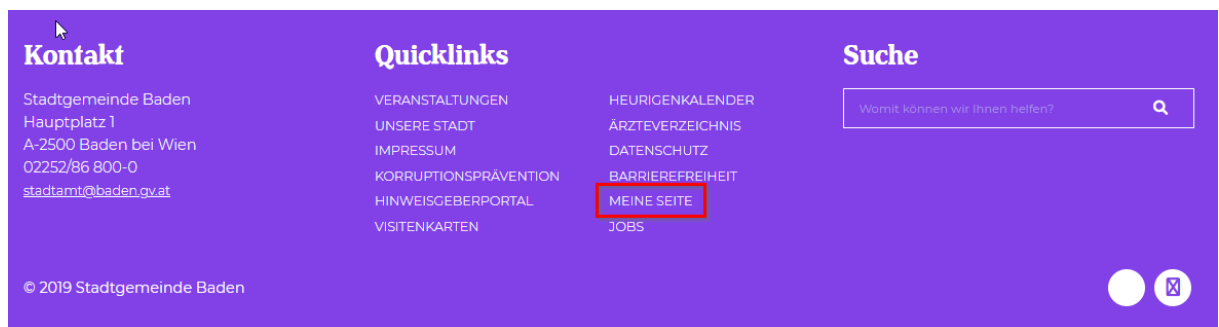 Kontakt
Stadtgemeinde Baden
Hauptplatz 1
A-2500 Baden bei Wien
02252/86 800-0
stadtamt@baden.gv.at
Quicklinks
VERANSTALTUNGEN
UNSERE STADT
IMPRESSUM
KORRUPTIONSPRÄVENTION
HINWEISGEBERPORTAL
VISITENKARTEN
HEURIGENKALENDER
ÄRZTEVERZEICHNIS
DATENSCHUTZ
BARRIEREFREIHEIT
MEINE SEITE
JOBS
Suche
Womit können wir Ihnen helfen?
© 2019 Stadtgemeinde Baden